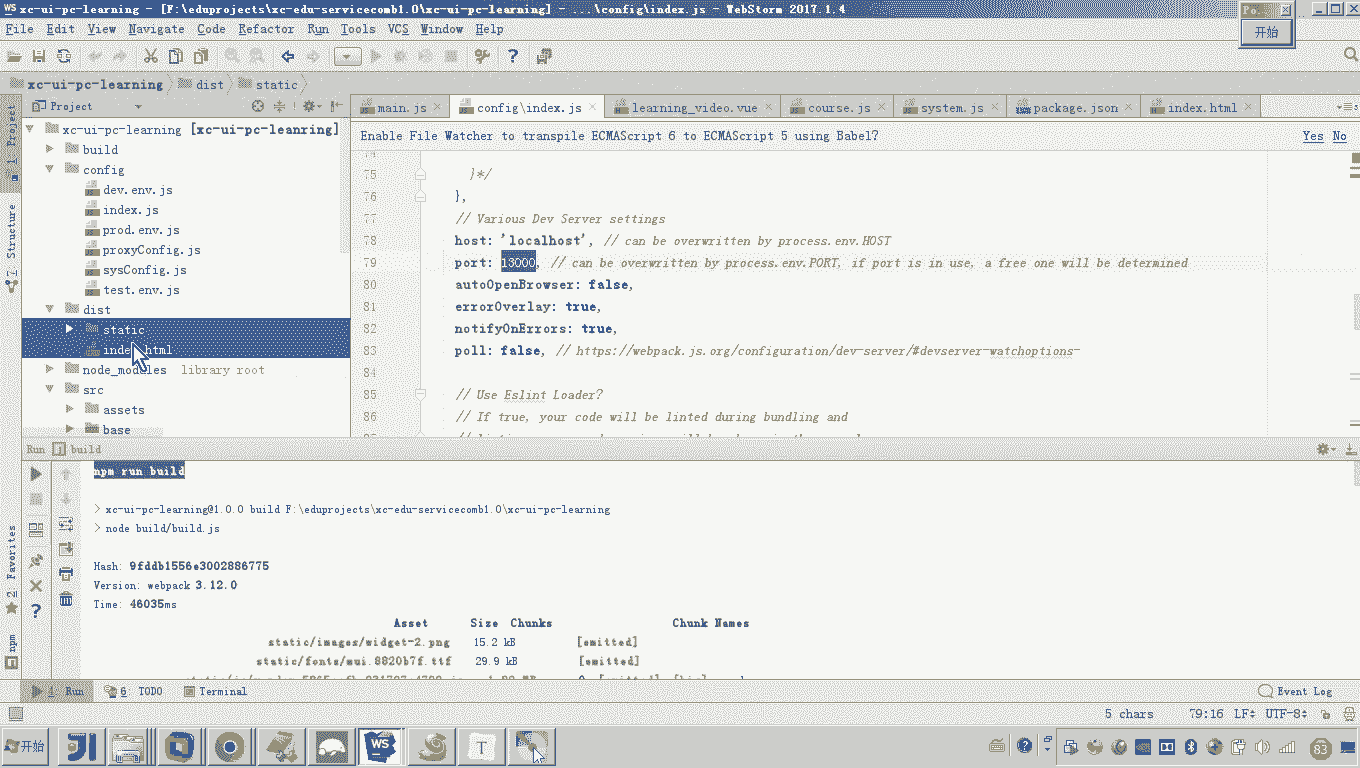 WS xc-ui-pc-learning - [F:\eduprojects\xc-edu-servicecomb1.0\xc-ui-pc-learning] - ...\config\index.js - WebStorm 2017.1.4
Po...
开始
File Edit View Navigate Code Refactor Run Tools VCS Window Help
xc-ui-pc-learning dist static
Project
main.js config\index.js learning_video.vue course.js system.js package.json index.html
xc-ui-pc-learning [xc-ui-pc-leanring]
build
config
dev.env.js
index.js
prod.env.js
proxyConfig.js
sysConfig.js
test.env.js
dist
static
index.html
node_modules library root
src
assets
base
1: Project
7: Structure
2: Favorites
npm
Enable File Watcher to transpile ECMAScript 6 to ECMAScript 5 using Babel? Yes No
74
75 }*/
76 },
77 // Various Dev Server settings
78 host: 'localhost', // can be overwritten by process.env.HOST
79 port: 13000, // can be overwritten by process.env.PORT, if port is in use, a free one will be determined
80 autoOpenBrowser: false,
81 errorOverlay: true,
82 notifyOnErrors: true,
83 poll: false, // https://webpack.js.org/configuration/dev-server/#devserver-watchoptions-
84
85 // Use Eslint Loader?
86 // If true, your code will be linted during bundling and
Run build
npm run build
> xc-ui-pc-learning@1.0.0 build F:\eduprojects\xc-edu-servicecomb1.0\xc-ui-pc-learning
> node build/build.js
Hash: 9fddb1556e3002886775
Version: webpack 3.12.0
Time: 46035ms
Asset Size Chunks Chunk Names
static/images/widget-2.png 15.2 kB [emitted]
static/fonts/mui.8820b7f.ttf 29.9 kB [emitted]
4: Run 6: TODO Terminal Event Log
5 chars 79:16 LF UTF-8
开始 WS T 83